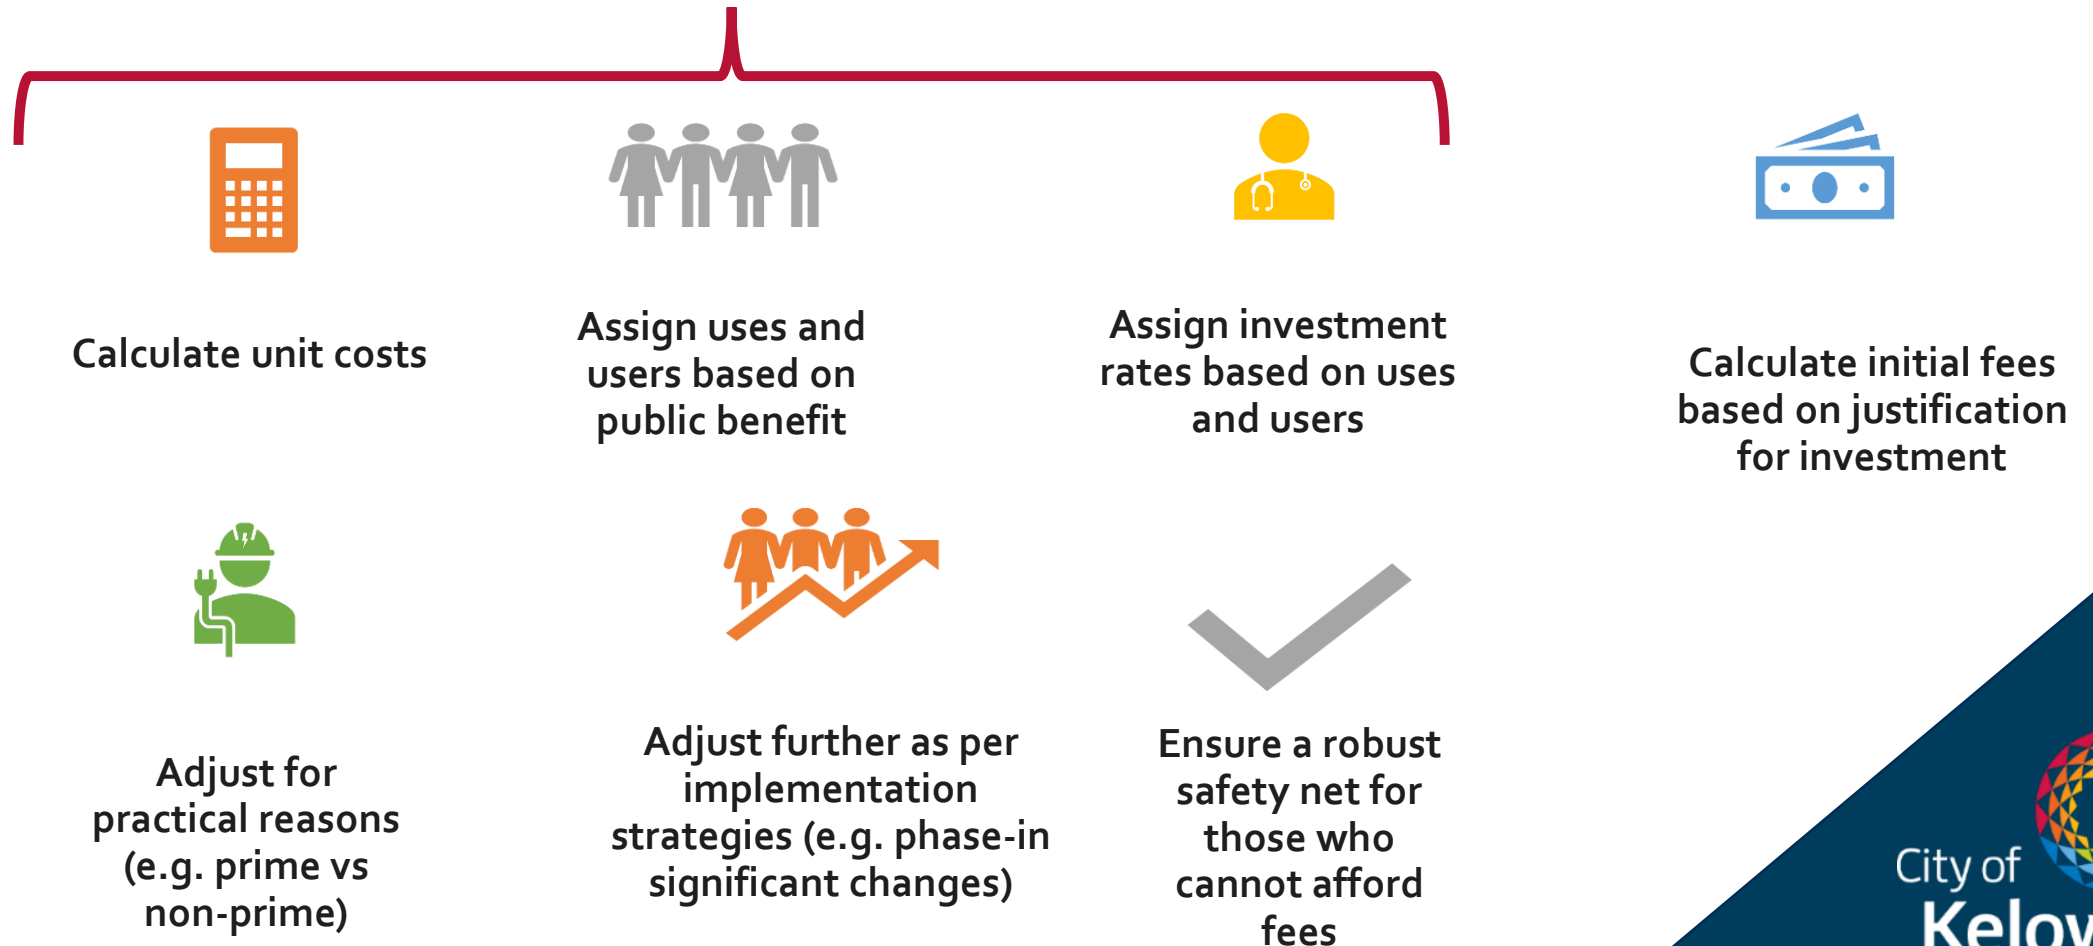 Calculate unit costs
Assign uses and
users based on
public benefit
Assign investment
rates based on uses
and users
Calculate initial fees
based on justification
for investment
Adjust for
practical reasons
(e.g. prime vs
non-prime)
Adjust further as per
implementation
strategies (e.g. phase-in
significant changes)
Ensure a robust
safety net for
those who
cannot afford
fees
City of